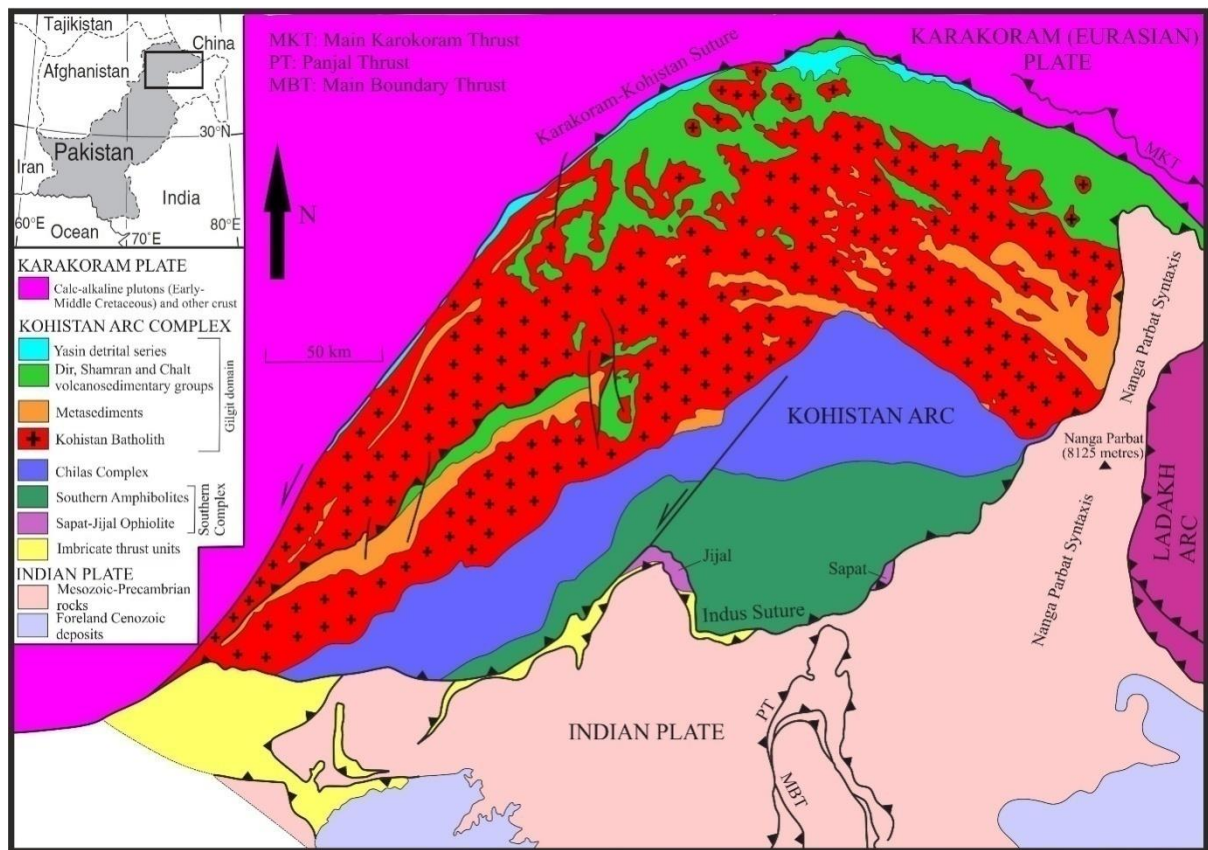 Tajikistan
China
Afghanistan
30°N
Pakistan
Iran
India
60°E
Ocean
70°E
80°E
MKT: Main Karokoram Thrust
PT: Panjal Thrust
MBT: Main Boundary Thrust
N
50 km
Karakoram-Kohistan Suture
KARAKORAM (EURASIAN)
PLATE
MKT
KARAKORAM PLATE
Calc-alkaline plutons (Early-
Middle Cretaceous) and other crust
KOHISTAN ARC COMPLEX
Yasin detrital series
Dir, Shamran and Chalt
volcanosedimentary groups
Metasediments
Kohistan Batholith
Gilgit domain
Chilas Complex
Southern Amphibolites
Sapat-Jijal Ophiolite
Southern
Complex
Imbricate thrust units
INDIAN PLATE
Mesozoic-Precambrian
rocks
Foreland Cenozoic
deposits
KOHISTAN ARC
Nanga Parbat Syntaxis
Nanga Parbat
(8125 metres)
Nanga Parbat Syntaxis
LADAKH
ARC
Jijal
Sapat
Indus Suture
INDIAN PLATE
PT
MBT